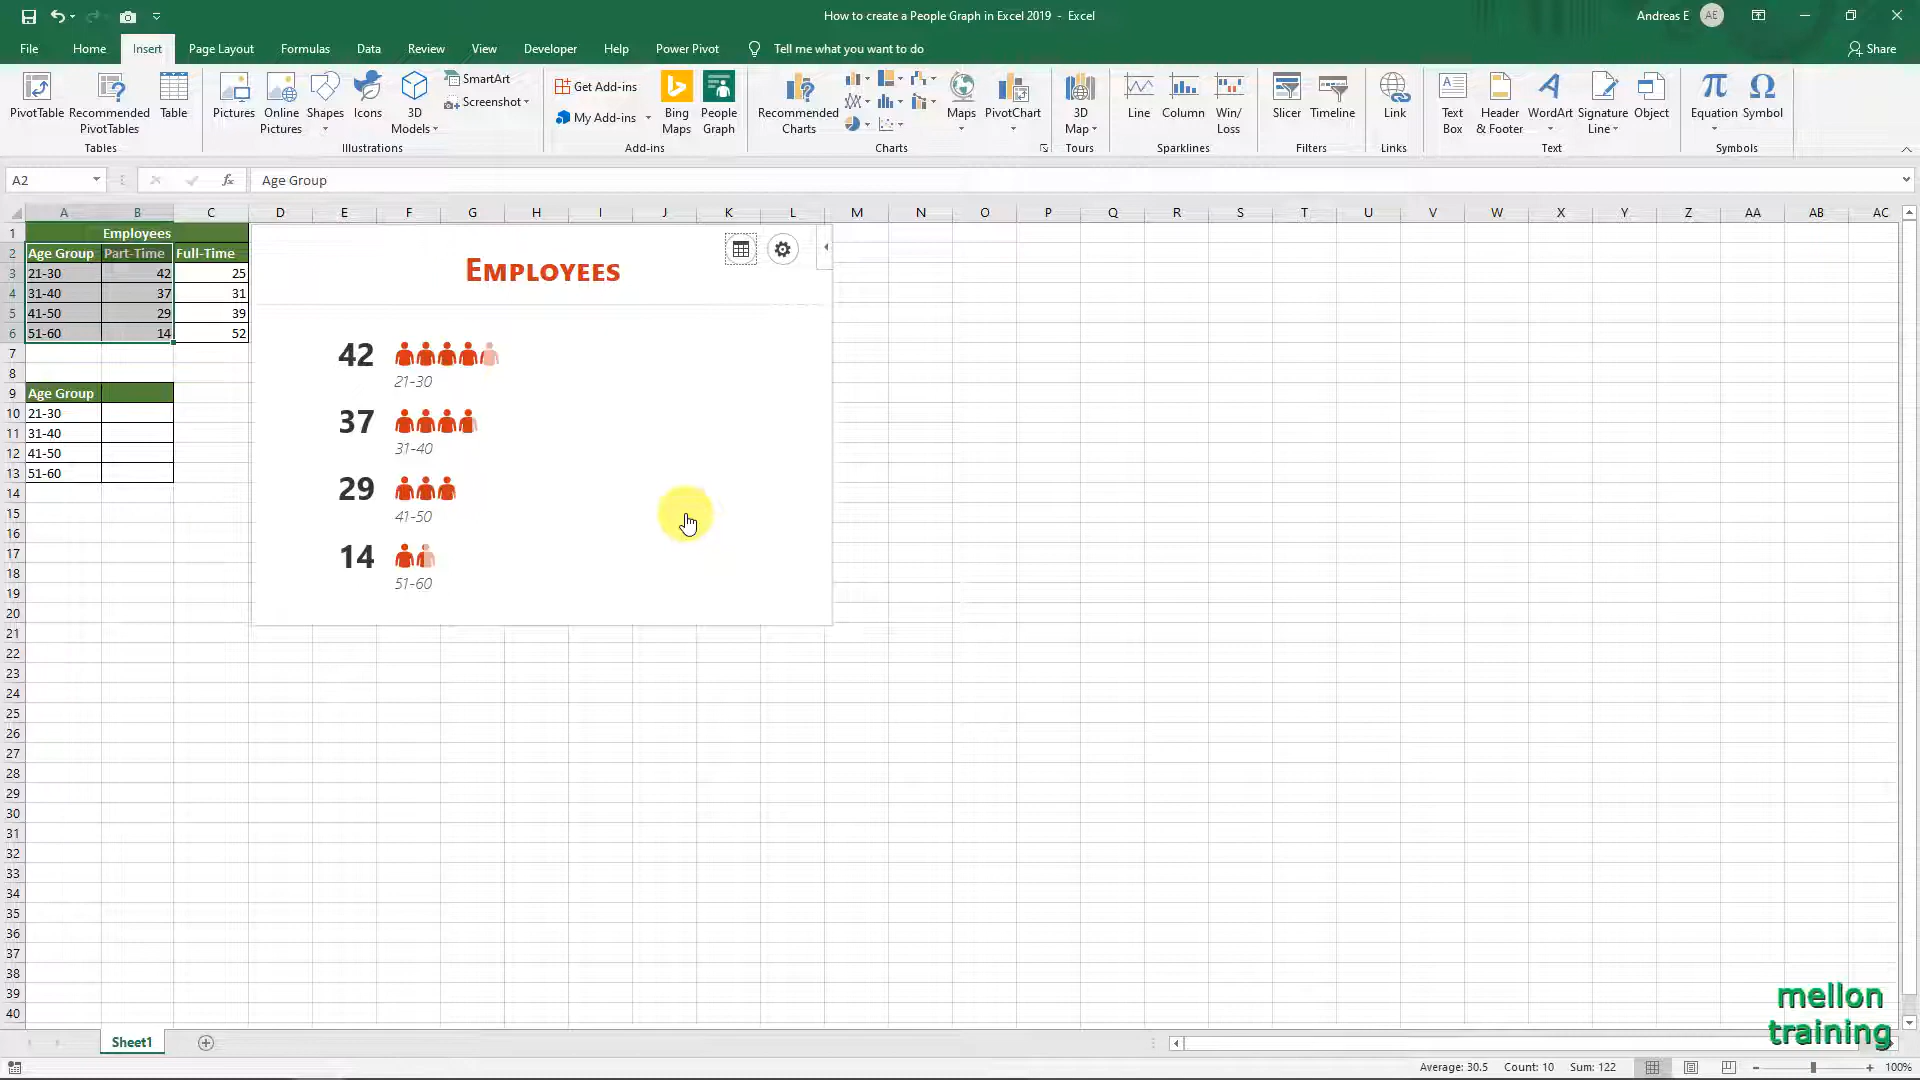 How to create a People Graph in Excel 2019 - Excel
Andreas E
AE
File Home Insert Page Layout Formulas Data Review View Developer Help Power Pivot Tell me what you want to do Share
PivotTable
Recommended
PivotTables
Table
Tables
Pictures
Online
Pictures
Shapes
Icons
3D
Models
SmartArt
Screenshot
Illustrations
Get Add-ins
My Add-ins
Bing
Maps
People
Graph
Add-ins
Recommended
Charts
Maps
PivotChart
Charts
3D
Map
Tours
Line
Column
Win/
Loss
Sparklines
Slicer
Timeline
Filters
Link
Links
Text
Box
Header
& Footer
WordArt
Signature
Line
Object
Text
Equation
Symbol
Symbols
A2
fx
Age Group
A B C D E F G H I J K L M N O P Q R S T U V W X Y Z AA AB AC
1 Employees
2 Age Group Part-Time Full-Time
3 21-30 42 25
4 31-40 37 31
5 41-50 29 39
6 51-60 14 52
7
8
9 Age Group
10 21-30
11 31-40
12 41-50
13 51-60
14
15
16
17
18
19
20
21
22
23
24
25
26
27
28
29
30
31
32
33
34
35
36
37
38
39
40
EMPLOYEES
42
21-30
37
31-40
29
41-50
14
51-60
mellon
training
Sheet1
Average: 30.5 Count: 10 Sum: 122
100%